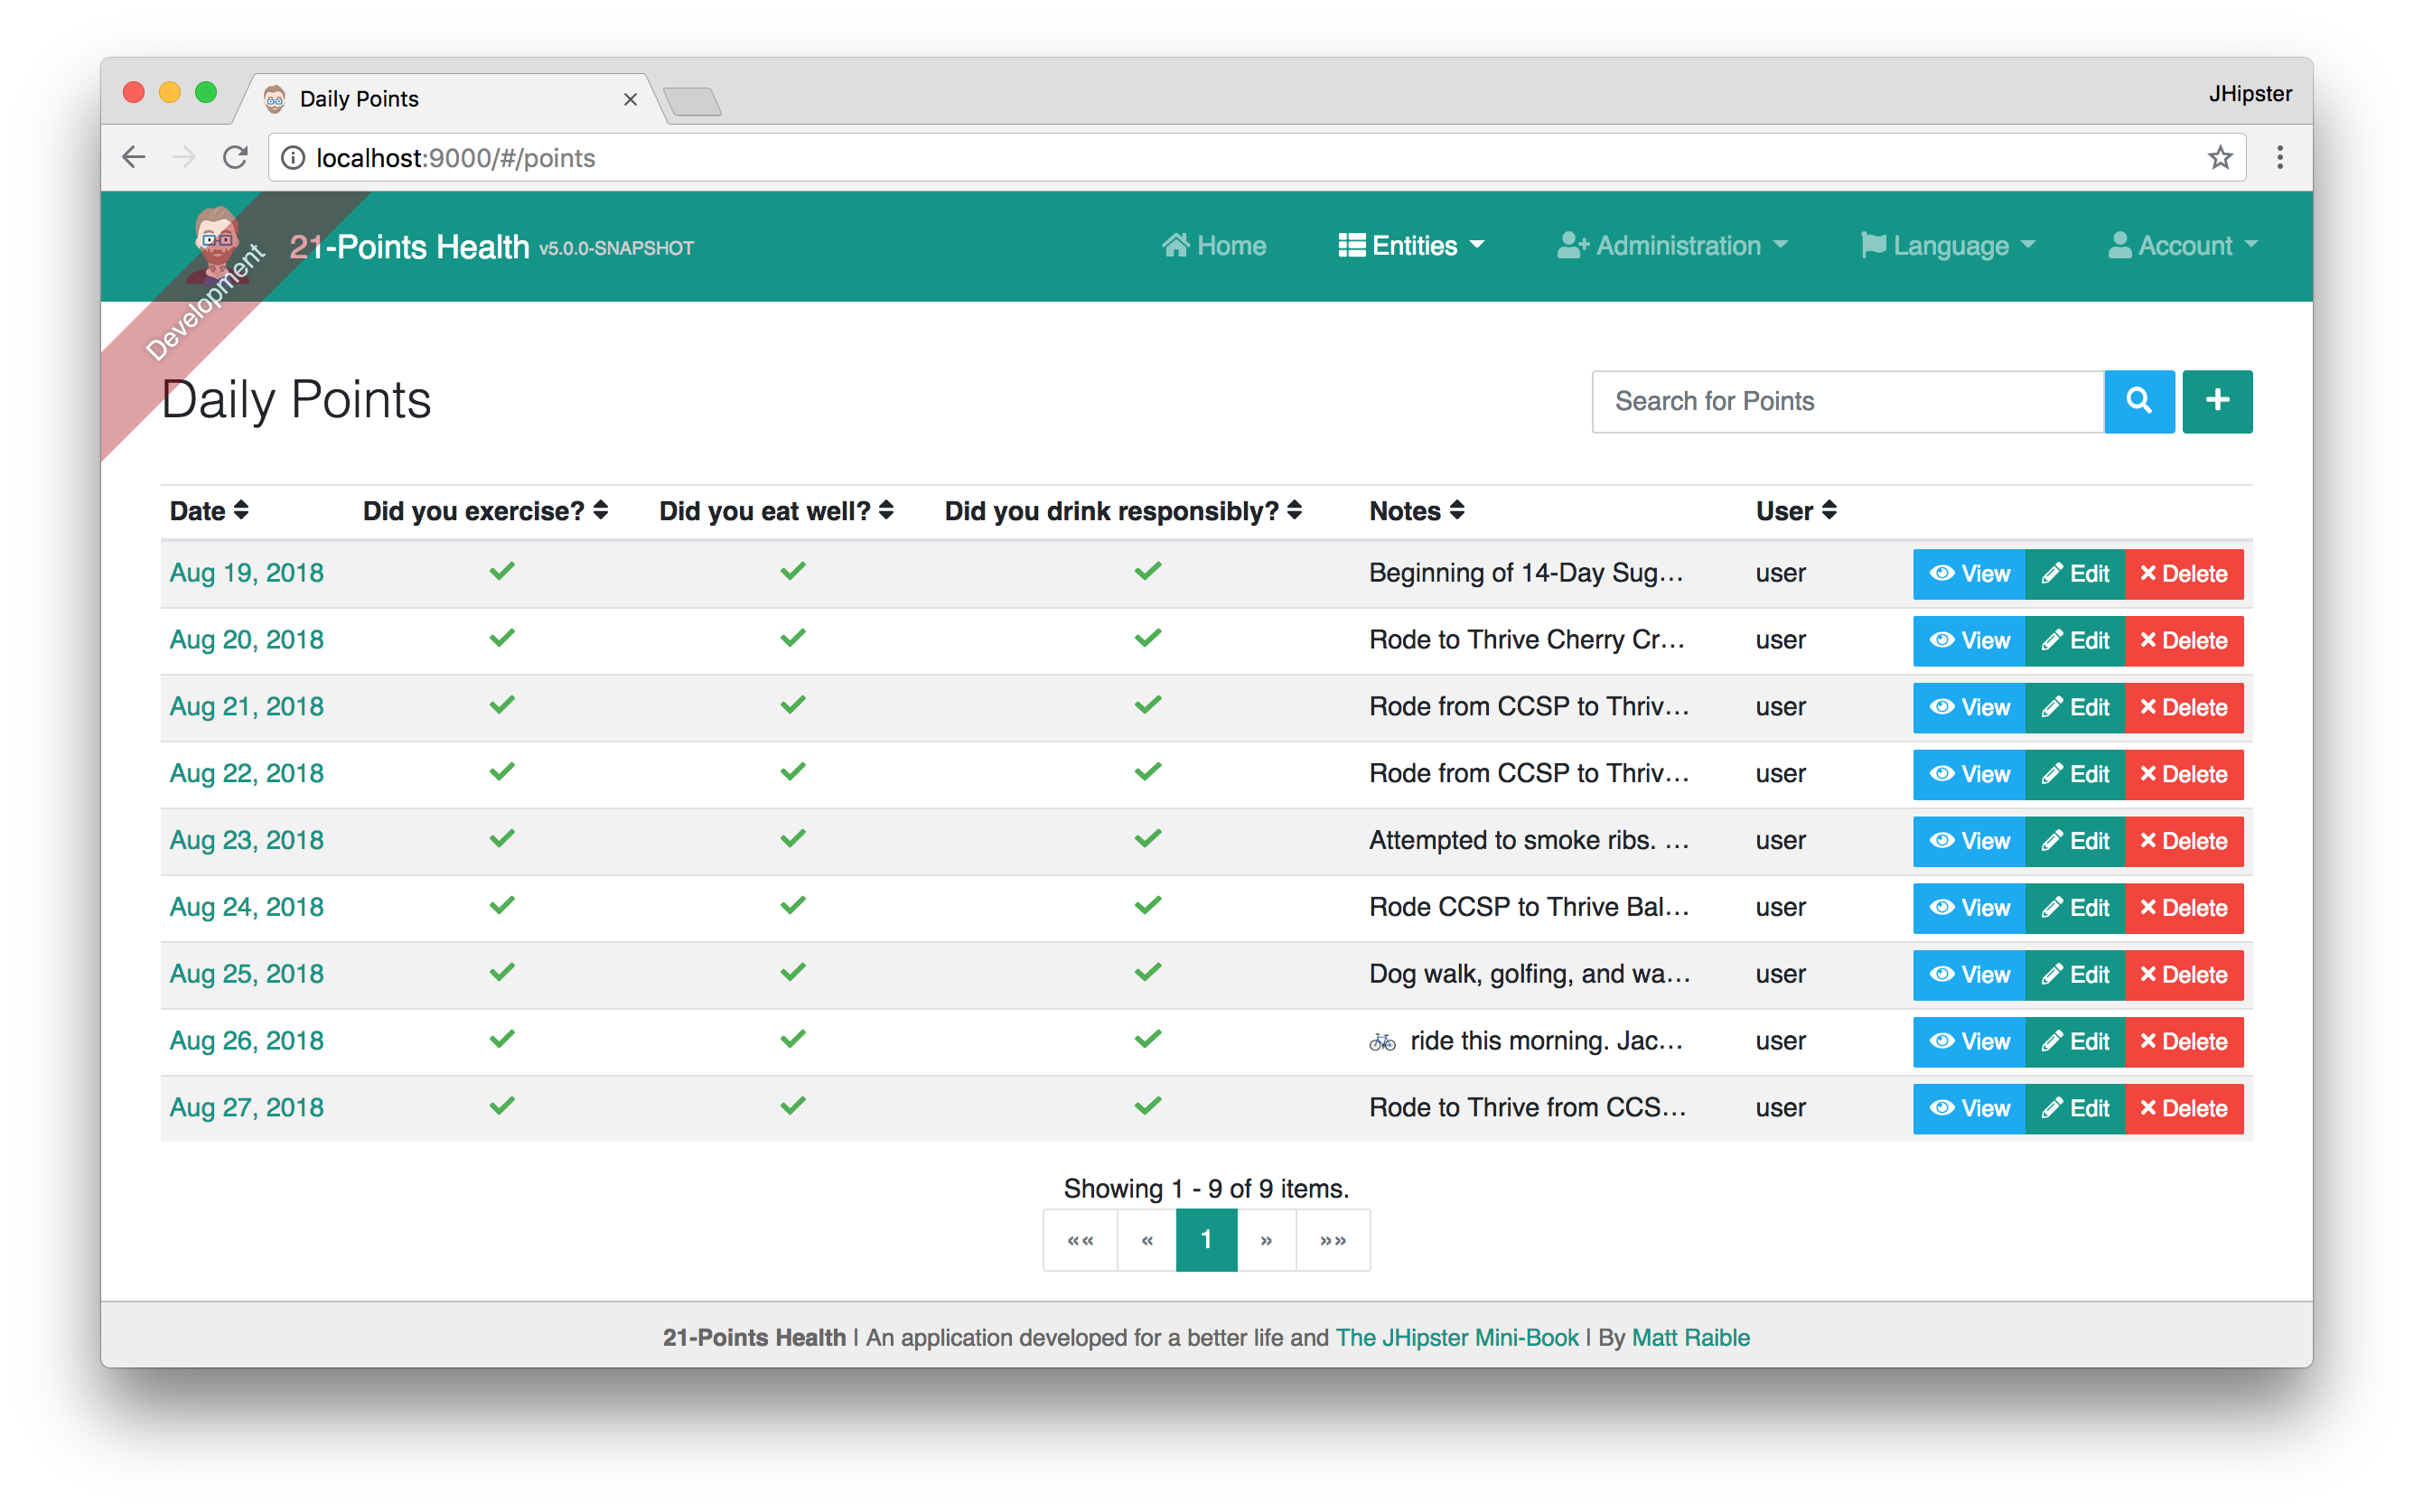 Daily Points
JHipster
localhost:9000/#/points
Development
21-Points Health v5.0.0-SNAPSHOT
Home Entities Administration Language Account
Daily Points
Search for Points
Date Did you exercise? Did you eat well? Did you drink responsibly? Notes User
Aug 19, 2018 Beginning of 14-Day Sug… user View Edit Delete
Aug 20, 2018 Rode to Thrive Cherry Cr… user View Edit Delete
Aug 21, 2018 Rode from CCSP to Thriv… user View Edit Delete
Aug 22, 2018 Rode from CCSP to Thriv… user View Edit Delete
Aug 23, 2018 Attempted to smoke ribs. … user View Edit Delete
Aug 24, 2018 Rode CCSP to Thrive Bal… user View Edit Delete
Aug 25, 2018 Dog walk, golfing, and wa… user View Edit Delete
Aug 26, 2018 🚲 ride this morning. Jac… user View Edit Delete
Aug 27, 2018 Rode to Thrive from CCS… user View Edit Delete
Showing 1 - 9 of 9 items.
«« « 1 » »»
21-Points Health | An application developed for a better life and The JHipster Mini-Book | By Matt Raible